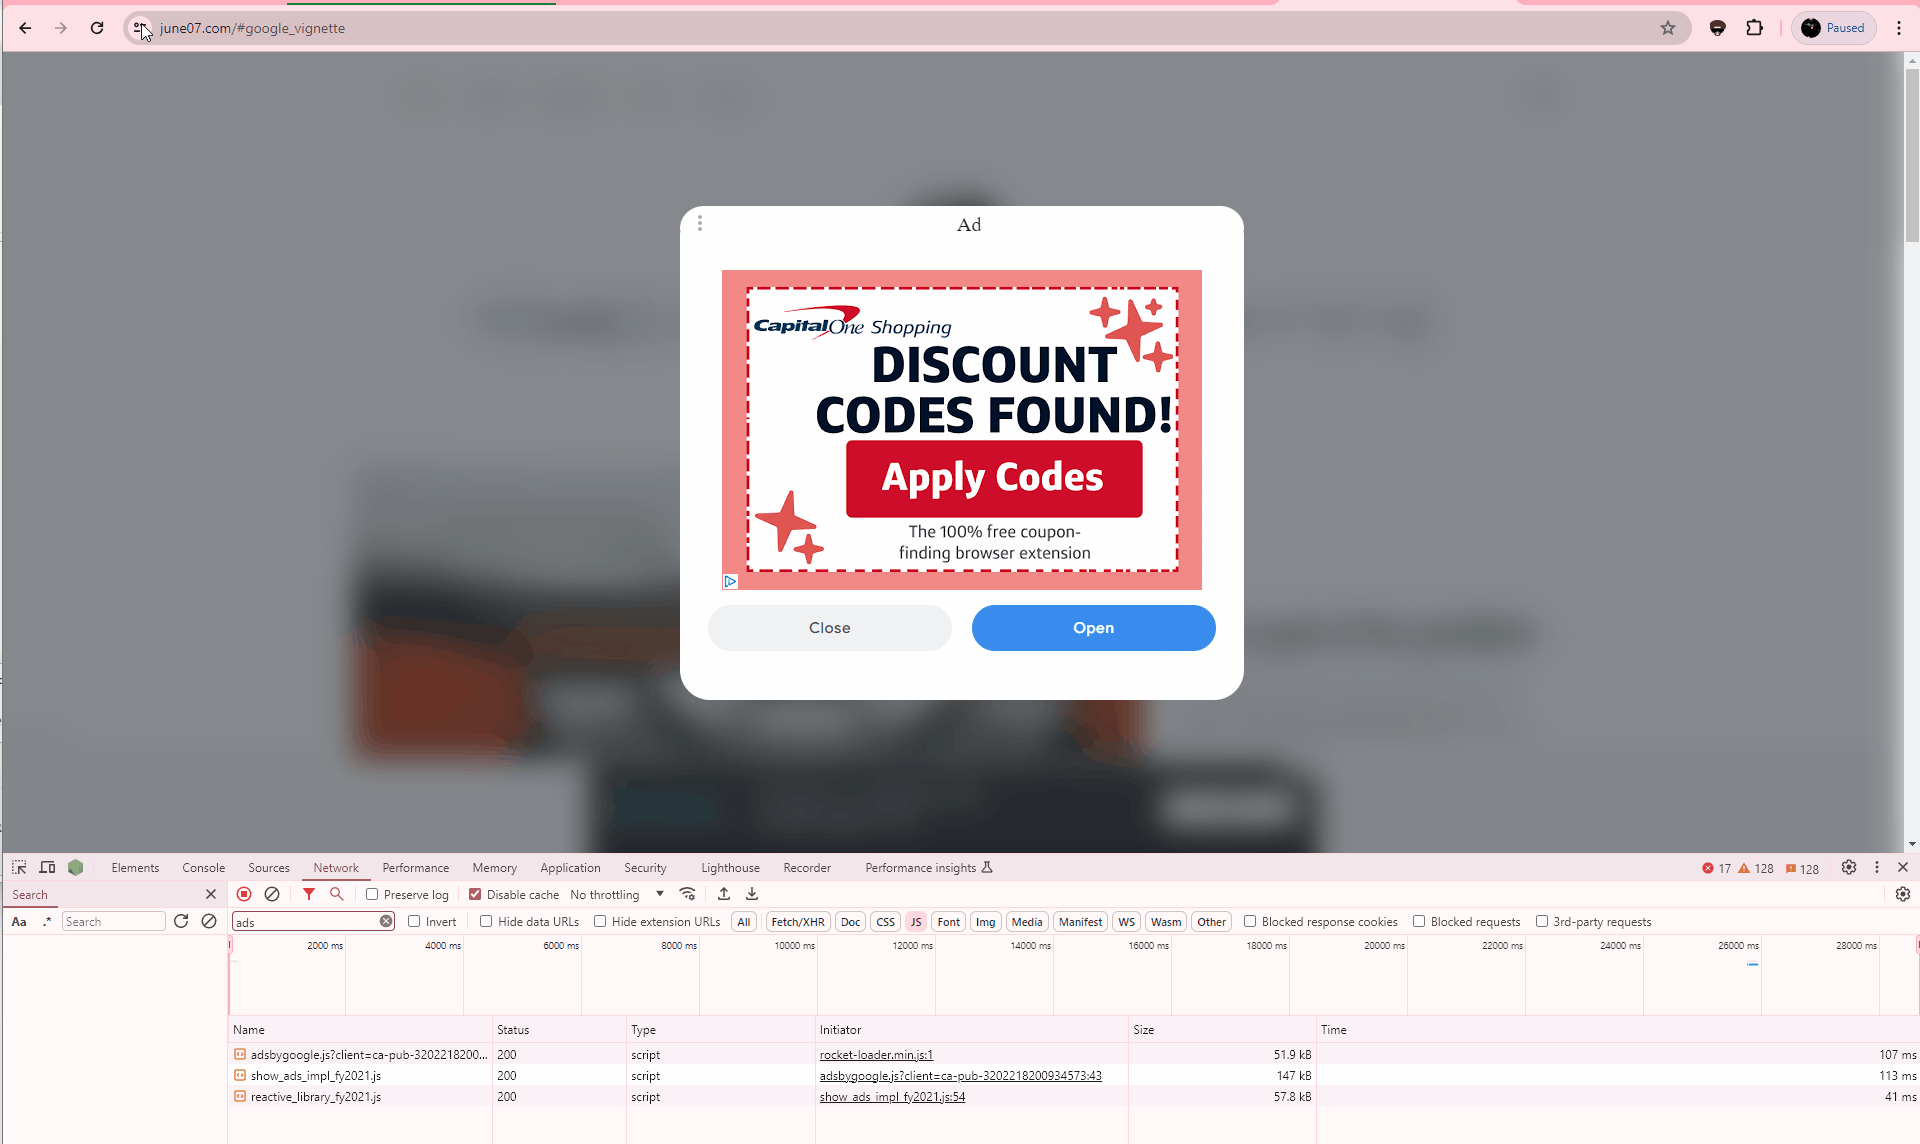 june07.com/#google_vignette
Paused
Ad
CapitalOne Shopping
DISCOUNT
CODES FOUND!
Apply Codes
The 100% free coupon-
finding browser extension
Close
Open
Elements Console Sources Network Performance Memory Application Security Lighthouse Recorder Performance insights 17 128 128
Search
Preserve log Disable cache No throttling
Aa .* Search
ads
Invert Hide data URLs Hide extension URLs All Fetch/XHR Doc CSS JS Font Img Media Manifest WS Wasm Other Blocked response cookies Blocked requests 3rd-party requests
2000 ms 4000 ms 6000 ms 8000 ms 10000 ms 12000 ms 14000 ms 16000 ms 18000 ms 20000 ms 22000 ms 24000 ms 26000 ms 28000 ms
Name Status Type Initiator Size Time
adsbygoogle.js?client=ca-pub-3202218200... 200 script rocket-loader.min.js:1 51.9 kB 107 ms
show_ads_impl_fy2021.js 200 script adsbygoogle.js?client=ca-pub-3202218200934573:43 147 kB 113 ms
reactive_library_fy2021.js 200 script show_ads_impl_fy2021.js:54 57.8 kB 41 ms